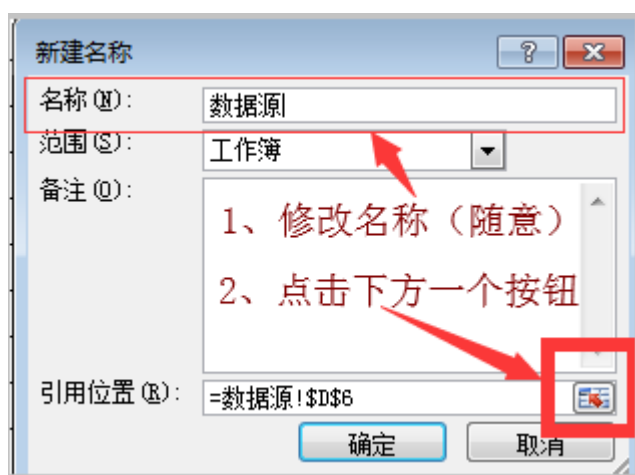 新建名称
名称(N):
数据源
范围(S):
工作簿
备注(O):
1、修改名称（随意）
2、点击下方一个按钮
引用位置(R):
=数据源!$D$6
确定
取消